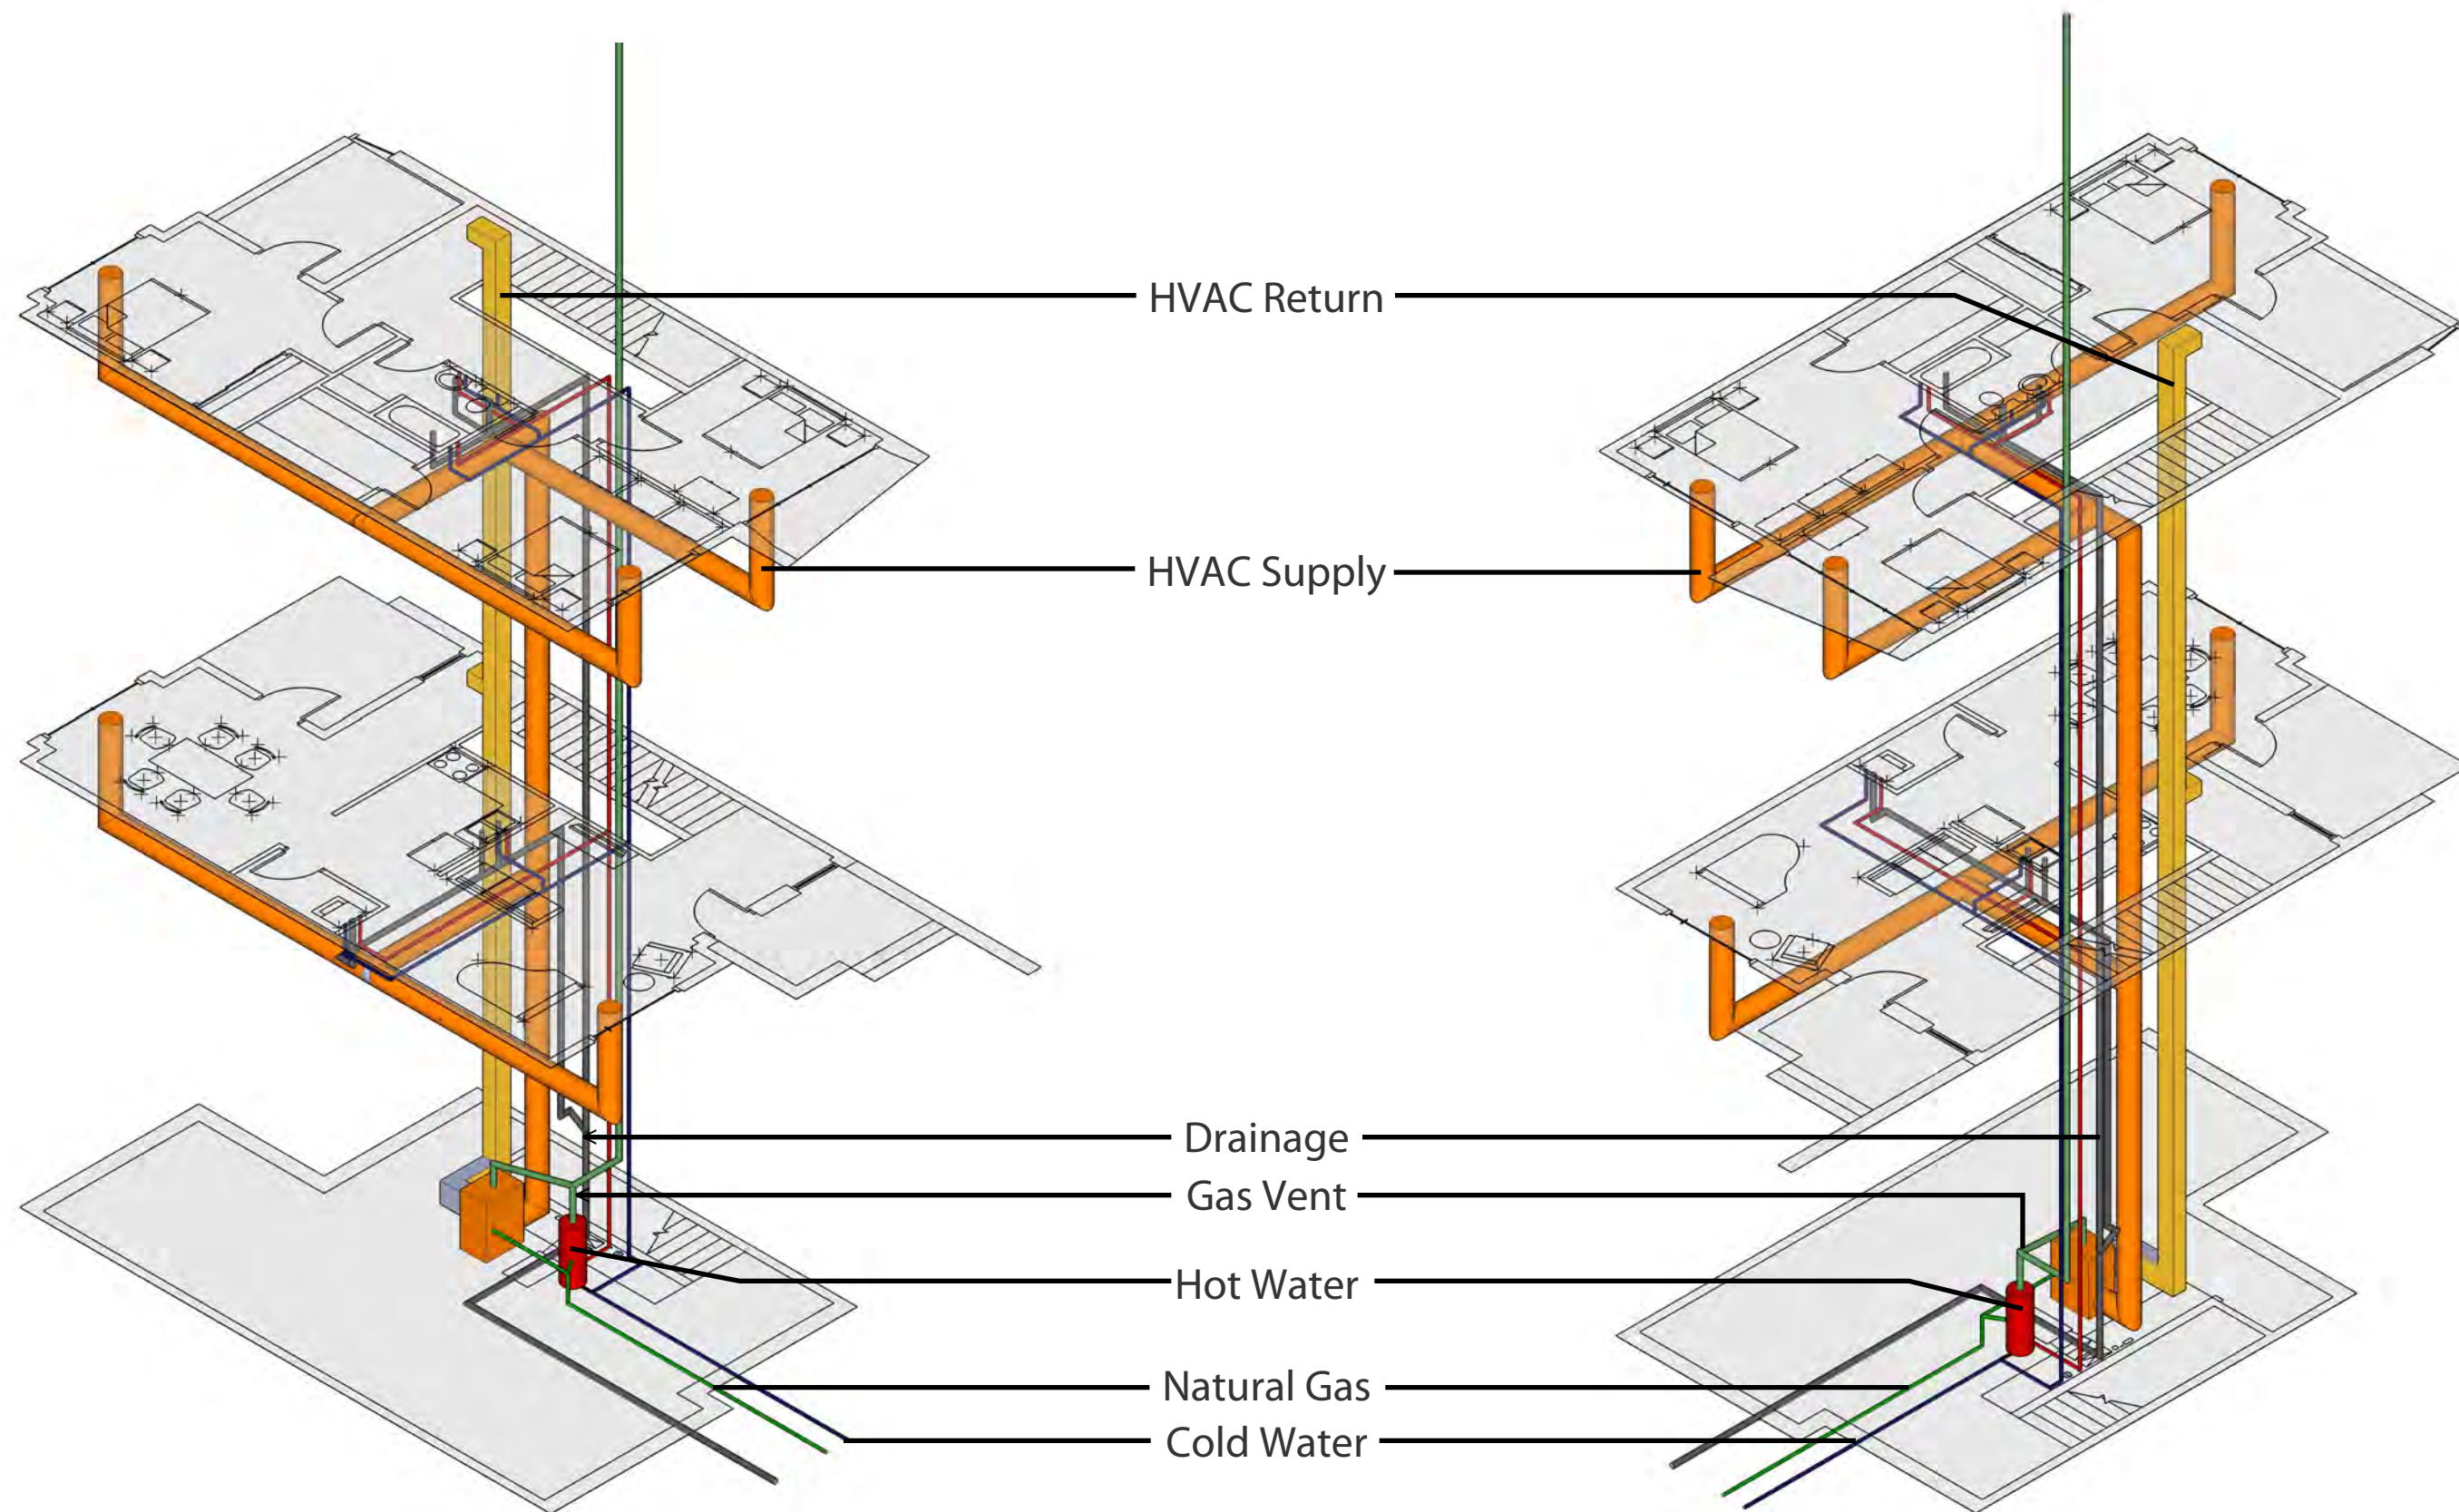 HVAC Return
HVAC Supply
Drainage
Gas Vent
Hot Water
Natural Gas
Cold Water